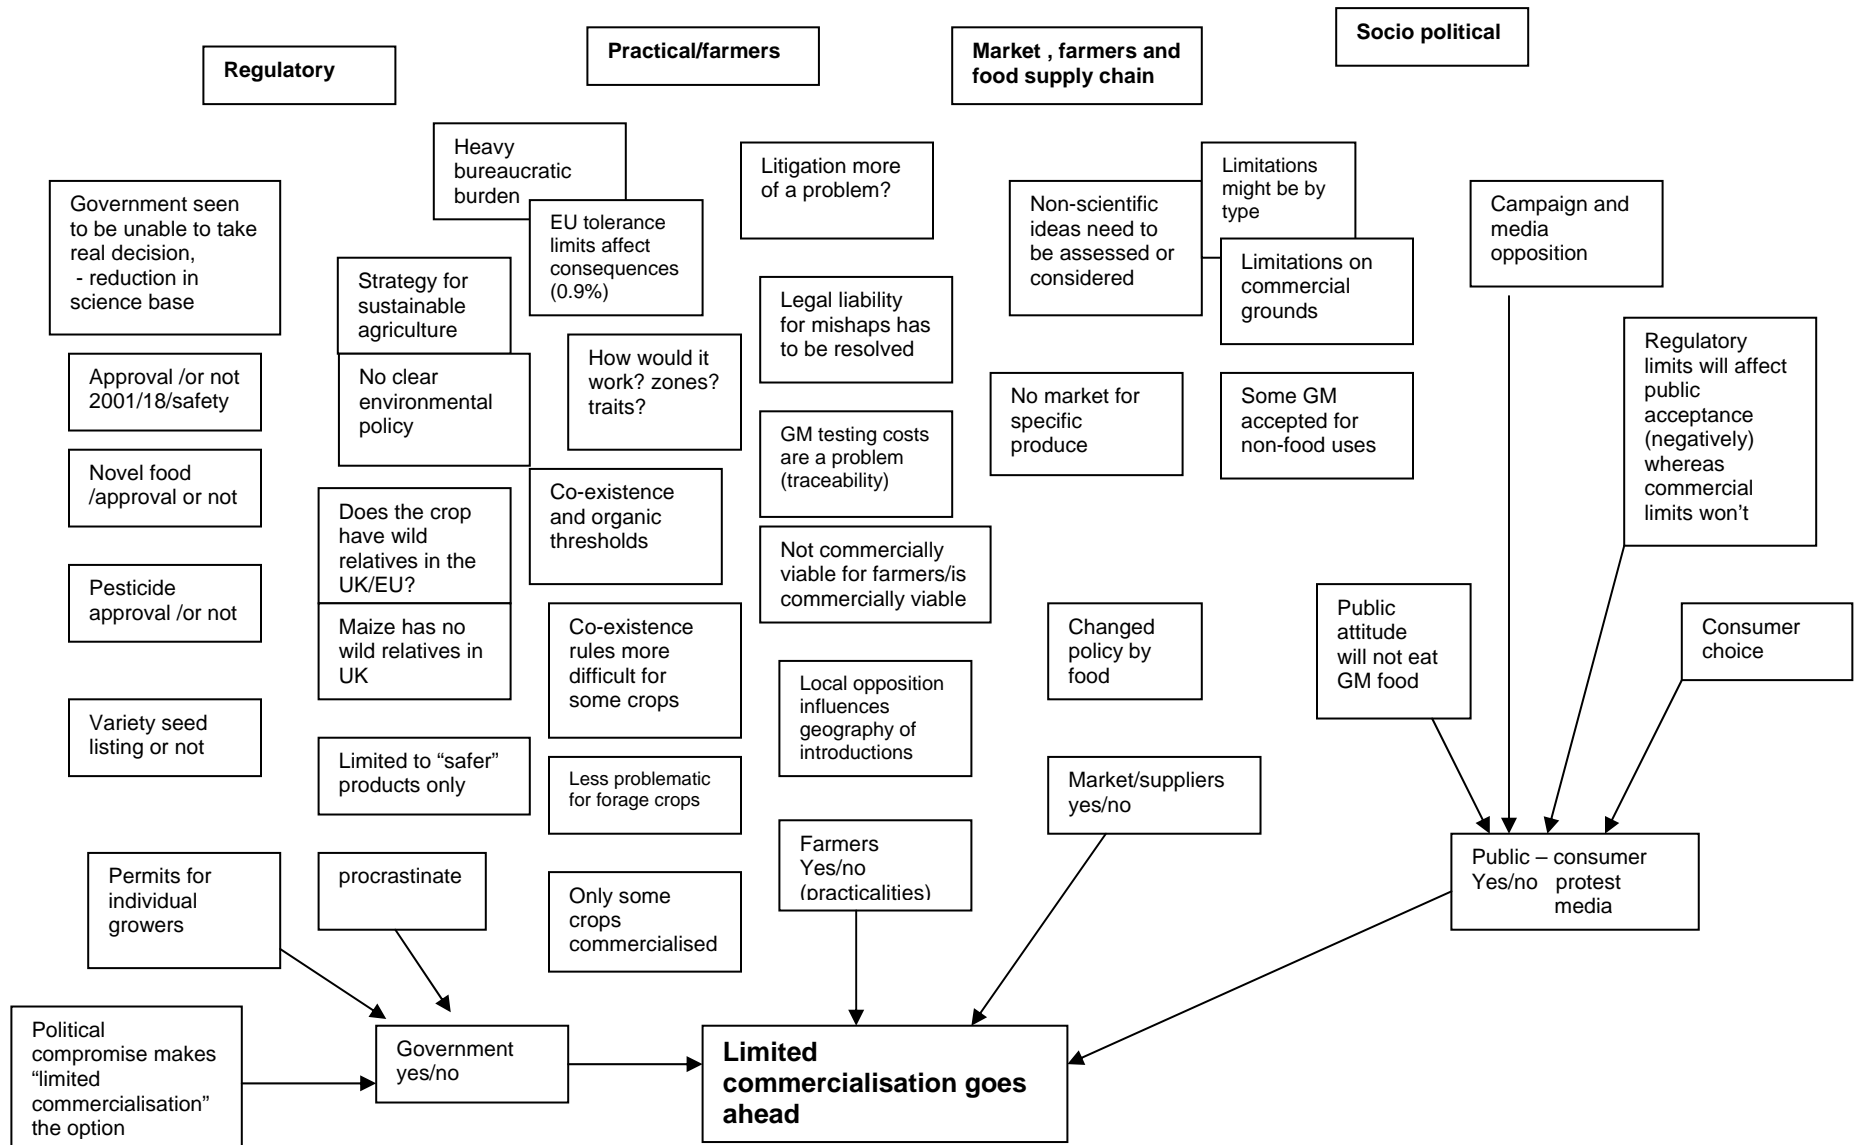 Regulatory
Practical/farmers
Market , farmers and
food supply chain
Socio political
Heavy
bureaucratic
burden
EU tolerance
limits affect
consequences
(0.9%)
Litigation more
of a problem?
Non-scientific
ideas need to
be assessed or
considered
Limitations
might be by
type
Limitations on
commercial
grounds
Campaign and
media
opposition
Government seen
to be unable to take
real decision,
- reduction in
science base
Strategy for
sustainable
agriculture
Legal liability
for mishaps has
to be resolved
Regulatory
limits will affect
public
acceptance
(negatively)
whereas
commercial
limits won’t
Approval /or not
2001/18/safety
No clear
environmental
policy
How would it
work? zones?
traits?
No market for
specific
produce
Some GM
accepted for
non-food uses
GM testing costs
are a problem
(traceability)
Novel food
/approval or not
Does the crop
have wild
relatives in the
UK/EU?
Co-existence
and organic
thresholds
Not commercially
viable for farmers/is
commercially viable
Pesticide
approval /or not
Maize has no
wild relatives in
UK
Co-existence
rules more
difficult for
some crops
Changed
policy by
food
Public
attitude
will not eat
GM food
Consumer
choice
Local opposition
influences
geography of
introductions
Variety seed
listing or not
Limited to “safer”
products only
Less problematic
for forage crops
Market/suppliers
yes/no
Farmers
Yes/no
(practicalities)
Public – consumer
Yes/no protest
media
Permits for
individual
growers
procrastinate
Only some
crops
commercialised
Political
compromise makes
“limited
commercialisation”
the option
Government
yes/no
Limited
commercialisation goes
ahead